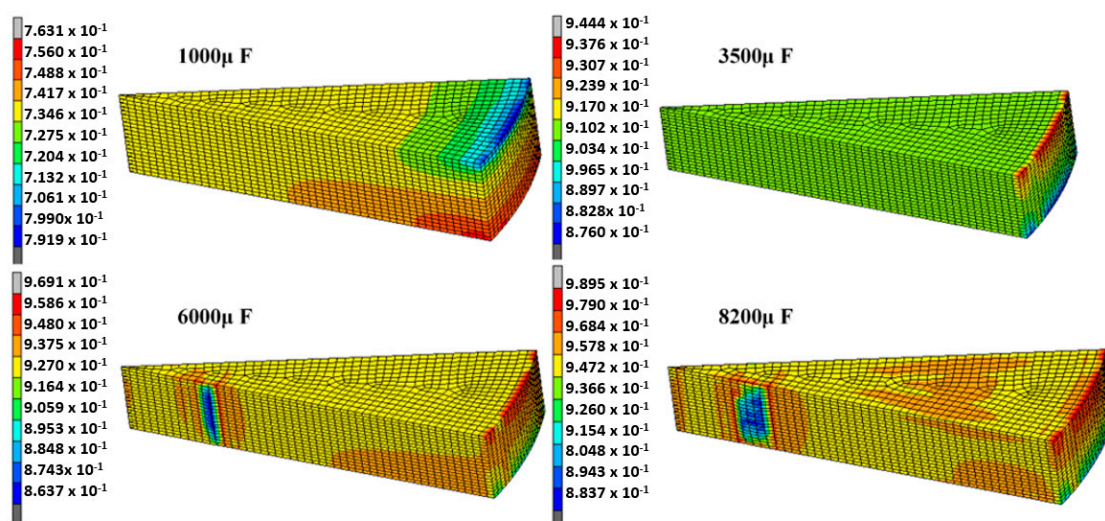 7.631 x 10-1
7.560 x 10-1
7.488 x 10-1
7.417 x 10-1
7.346 x 10-1
7.275 x 10-1
7.204 x 10-1
7.132 x 10-1
7.061 x 10-1
7.990x 10-1
7.919 x 10-1
1000μ F
9.444 x 10-1
9.376 x 10-1
9.307 x 10-1
9.239 x 10-1
9.170 x 10-1
9.102 x 10-1
9.034 x 10-1
9.965 x 10-1
8.897 x 10-1
8.828x 10-1
8.760 x 10-1
3500μ F
9.691 x 10-1
9.586 x 10-1
9.480 x 10-1
9.375 x 10-1
9.270 x 10-1
9.164 x 10-1
9.059 x 10-1
8.953 x 10-1
8.848 x 10-1
8.743x 10-1
8.637 x 10-1
6000μ F
9.895 x 10-1
9.790 x 10-1
9.684 x 10-1
9.578 x 10-1
9.472 x 10-1
9.366 x 10-1
9.260 x 10-1
9.154 x 10-1
8.048 x 10-1
8.943 x 10-1
8.837 x 10-1
8200μ F